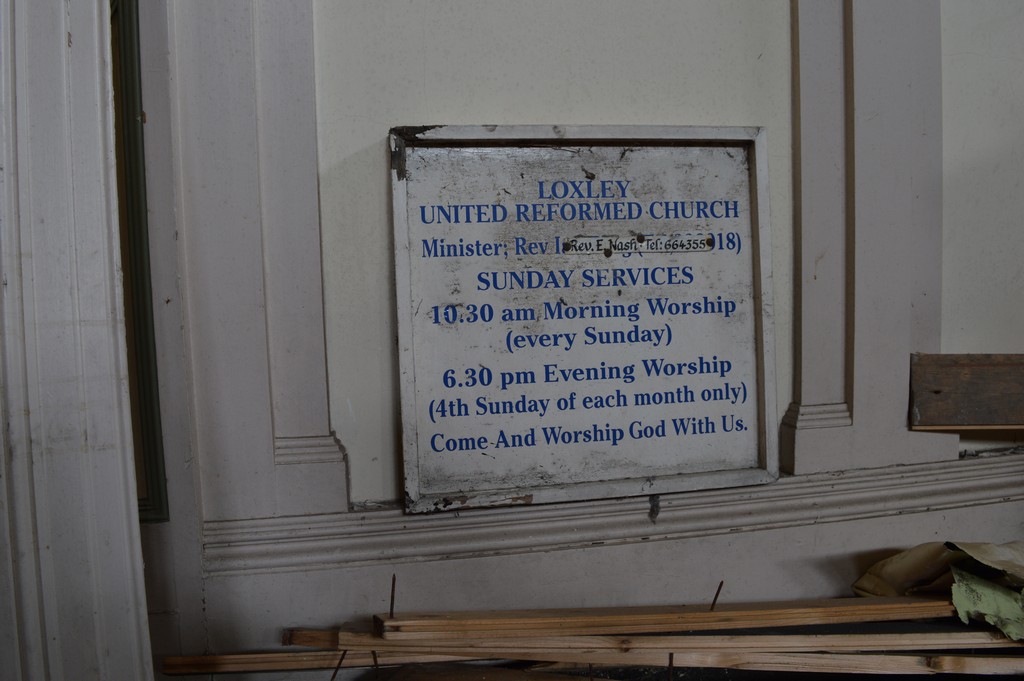 LOXLEY
UNITED REFORMED CHURCH
Minister; Rev I Rev. E. Nash Tel: 664355 018)
SUNDAY SERVICES
10.30 am Morning Worship
(every Sunday)
6.30 pm Evening Worship
(4th Sunday of each month only)
Come And Worship God With Us.